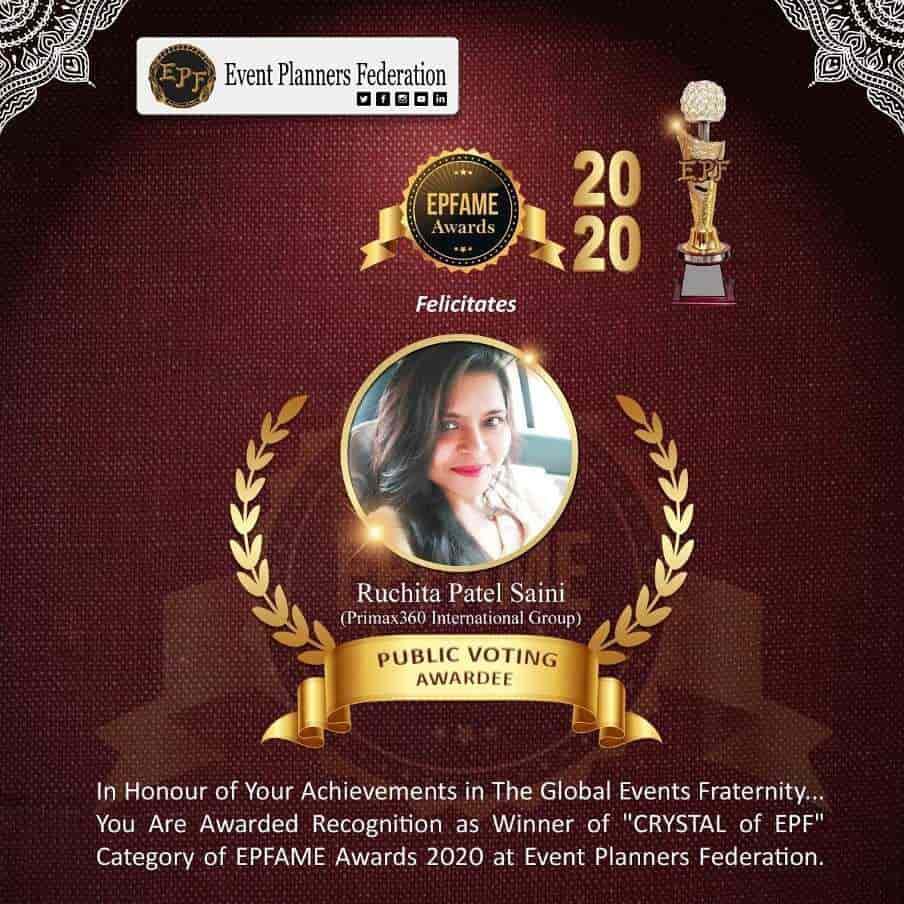 EPF
Event Planners Federation
EPFAME
Awards
20
20
EPF
Felicitates
Ruchita Patel Saini
(Primax360 International Group)
PUBLIC VOTING
AWARDEE
In Honour of Your Achievements in The Global Events Fraternity...
You Are Awarded Recognition as Winner of "CRYSTAL of EPF"
Category of EPFAME Awards 2020 at Event Planners Federation.